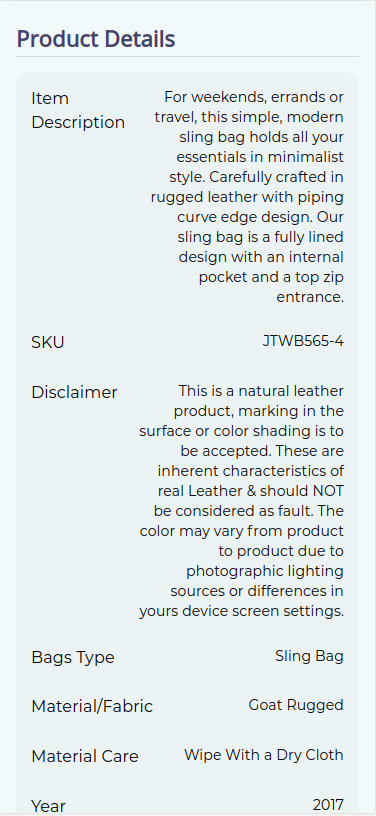 Product Details
Item For weekends, errands or
Description travel, this simple, modern
sling bag holds all your
essentials in minimalist
style. Carefully crafted in
rugged leather with piping
curve edge design. Our
sling bag is a fully lined
design with an internal
pocket and a top zip
entrance.
SKU JTWB565-4
Disclaimer This is a natural leather
product, marking in the
surface or color shading is to
be accepted. These are
inherent characteristics of
real Leather & should NOT
be considered as fault. The
color may vary from product
to product due to
photographic lighting
sources or differences in
yours device screen settings.
Bags Type Sling Bag
Material/Fabric Goat Rugged
Material Care Wipe With a Dry Cloth
Year 2017